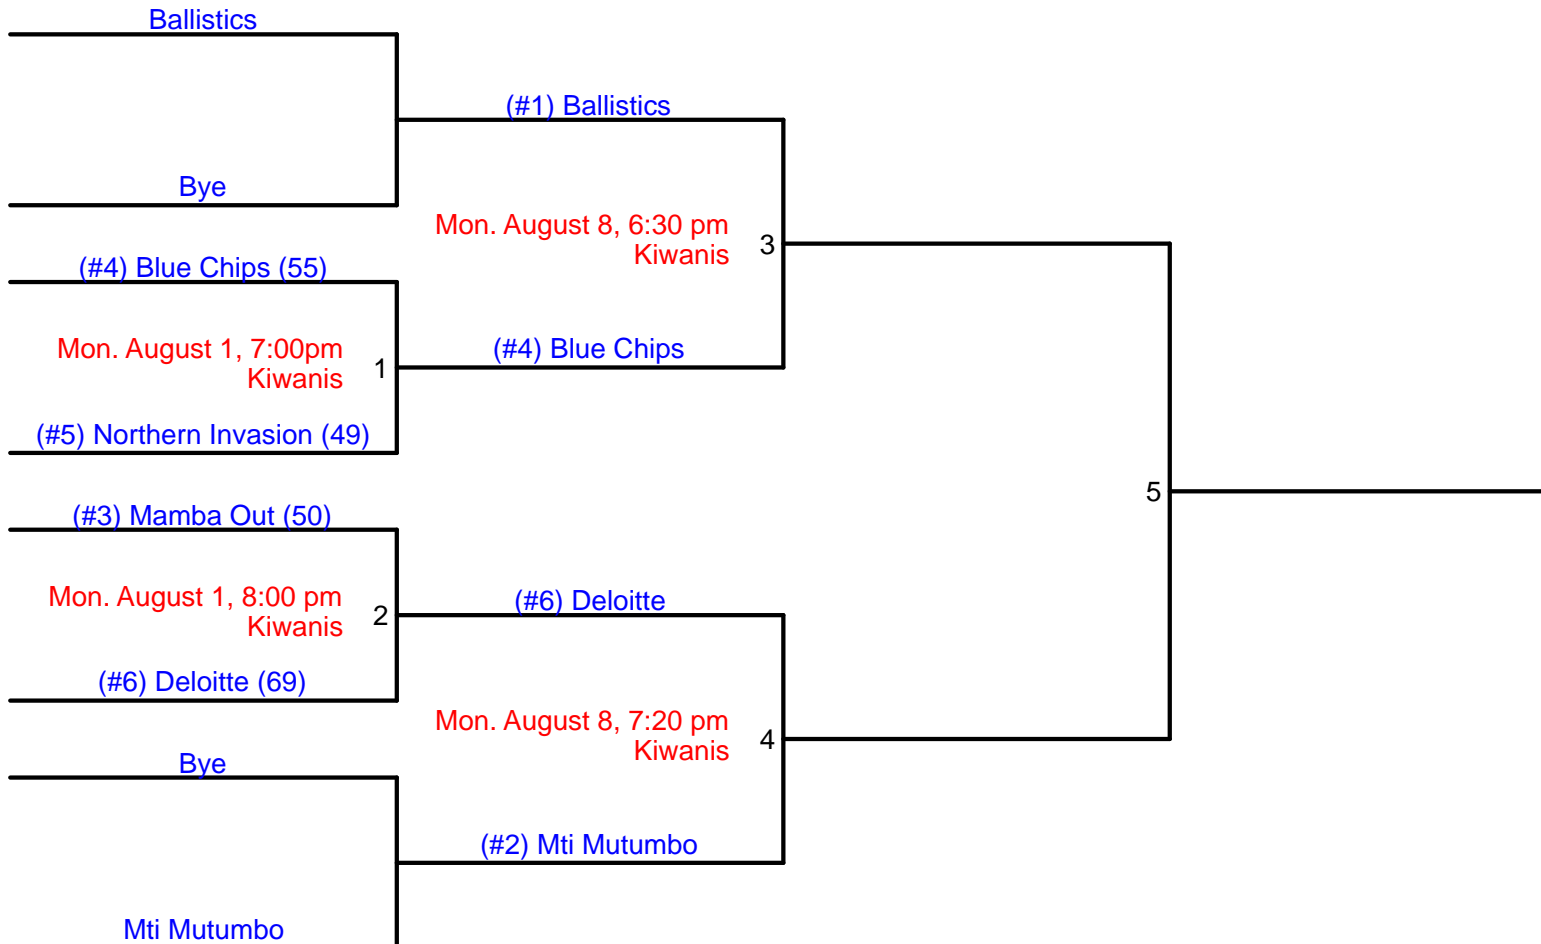 Ballistics
(#1) Ballistics
Bye
Mon. August 8, 6:30 pm
Kiwanis
3
(#4) Blue Chips (55)
Mon. August 1, 7:00pm
Kiwanis
1
(#4) Blue Chips
(#5) Northern Invasion (49)
5
(#3) Mamba Out (50)
Mon. August 1, 8:00 pm
Kiwanis
2
(#6) Deloitte
(#6) Deloitte (69)
Mon. August 8, 7:20 pm
Kiwanis
4
Bye
(#2) Mti Mutumbo
Mti Mutumbo